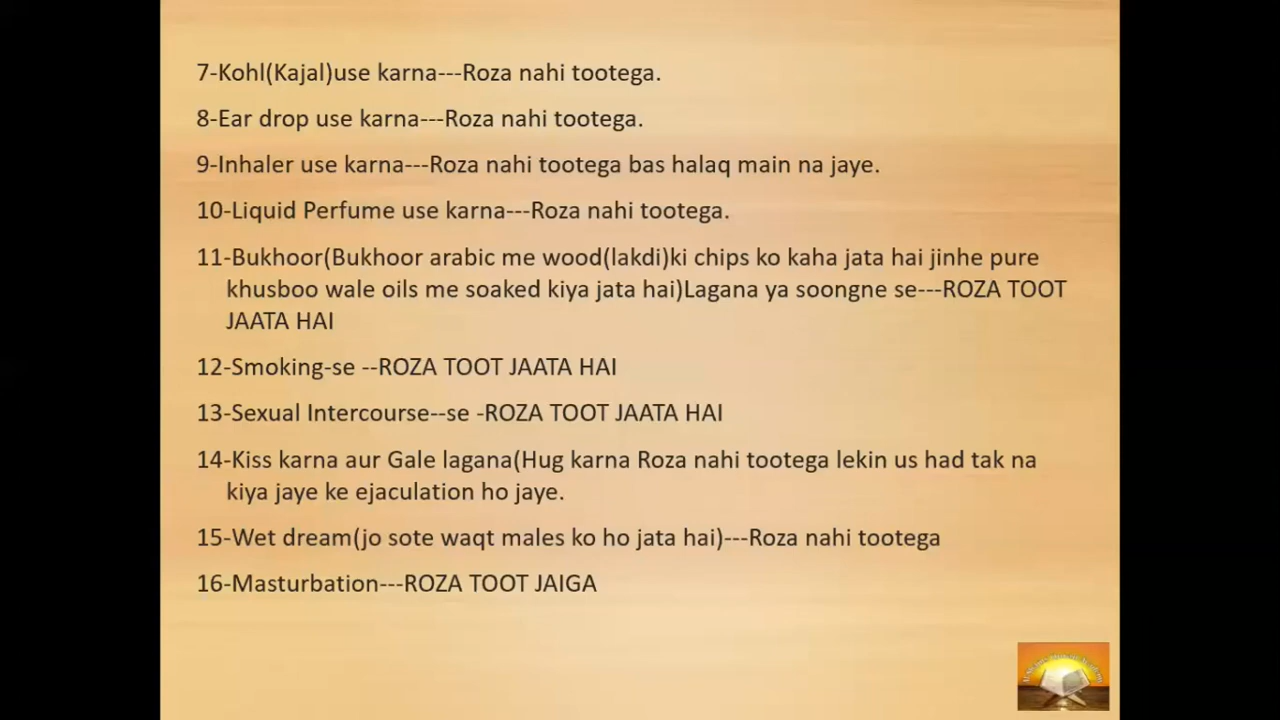 7-Kohl(Kajal)use karna---Roza nahi tootega.
8-Ear drop use karna---Roza nahi tootega.
9-Inhaler use karna---Roza nahi tootega bas halaq main na jaye.
10-Liquid Perfume use karna---Roza nahi tootega.
11-Bukhoor(Bukhoor arabic me wood(lakdi)ki chips ko kaha jata hai jinhe pure
khusboo wale oils me soaked kiya jata hai)Lagana ya soongne se---ROZA TOOT
JAATA HAI
12-Smoking-se --ROZA TOOT JAATA HAI
13-Sexual Intercourse--se -ROZA TOOT JAATA HAI
14-Kiss karna aur Gale lagana(Hug karna Roza nahi tootega lekin us had tak na
kiya jaye ke ejaculation ho jaye.
15-Wet dream(jo sote waqt males ko ho jata hai)---Roza nahi tootega
16-Masturbation---ROZA TOOT JAIGA